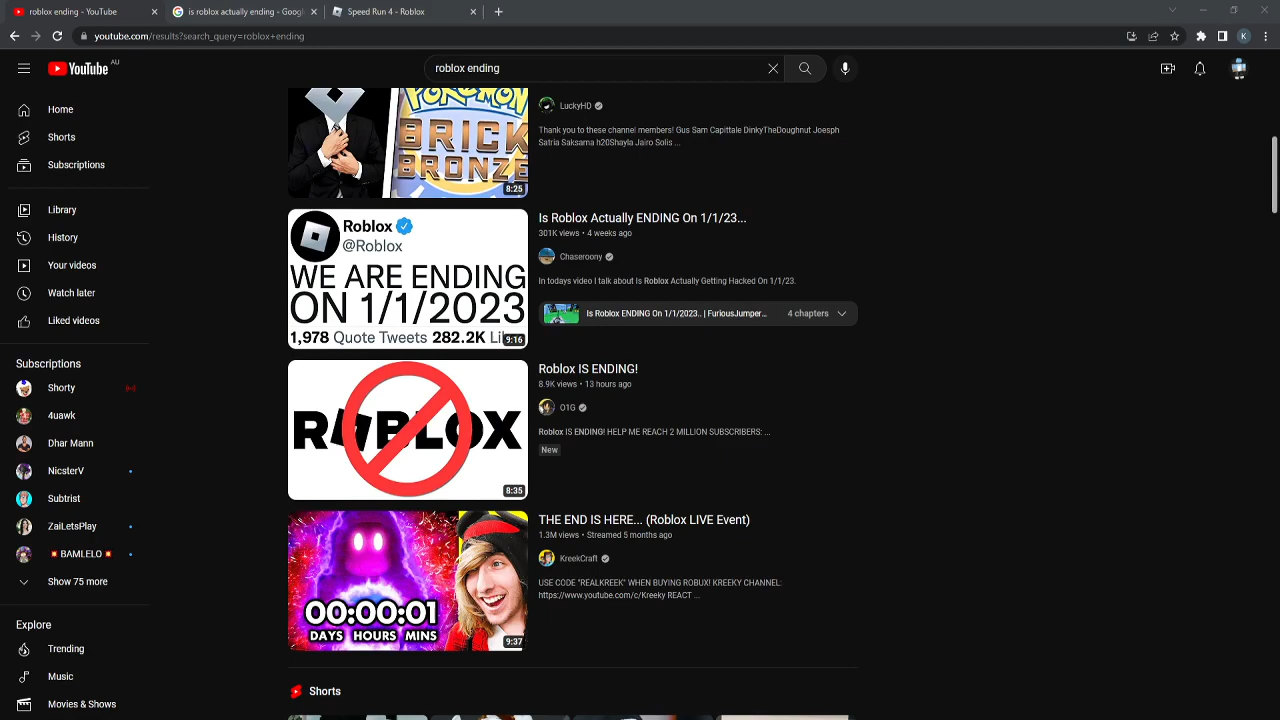 roblox ending - YouTube
is roblox actually ending - Googl
Speed Run 4 - Roblox
youtube.com/results?search_query=roblox+ending
K
YouTube AU
roblox ending
Home
Shorts
Subscriptions
Library
History
Your videos
Watch later
Liked videos
Subscriptions
Shorty
4uawk
Dhar Mann
NicsterV
Subtrist
ZaiLetsPlay
BAMLELO
Show 75 more
Explore
Trending
Music
Movies & Shows
POKEMON
BRICK
BRONZE
8:25
LuckyHD
Thank you to these channel members! Gus Sam Capittale DinkyTheDoughnut Joesph
Satria Saksama h20Shayla Jairo Solis ...
Roblox
@Roblox
WE ARE ENDING
ON 1/1/2023
1,978 Quote Tweets 282.2K Li
9:16
Is Roblox Actually ENDING On 1/1/23...
301K views • 4 weeks ago
Chaseroony
In todays video I talk about Is Roblox Actually Getting Hacked On 1/1/23.
Is Roblox ENDING On 1/1/2023.. | FuriousJumper...
4 chapters
ROBLOX
8:35
Roblox IS ENDING!
8.9K views • 13 hours ago
O1G
Roblox IS ENDING! HELP ME REACH 2 MILLION SUBSCRIBERS: ...
New
00:00:01
DAYS HOURS MINS
9:37
THE END IS HERE... (Roblox LIVE Event)
1.3M views • Streamed 5 months ago
KreekCraft
USE CODE "REALKREEK" WHEN BUYING ROBUX! KREEKY CHANNEL:
https://www.youtube.com/c/Kreeky REACT ...
Shorts